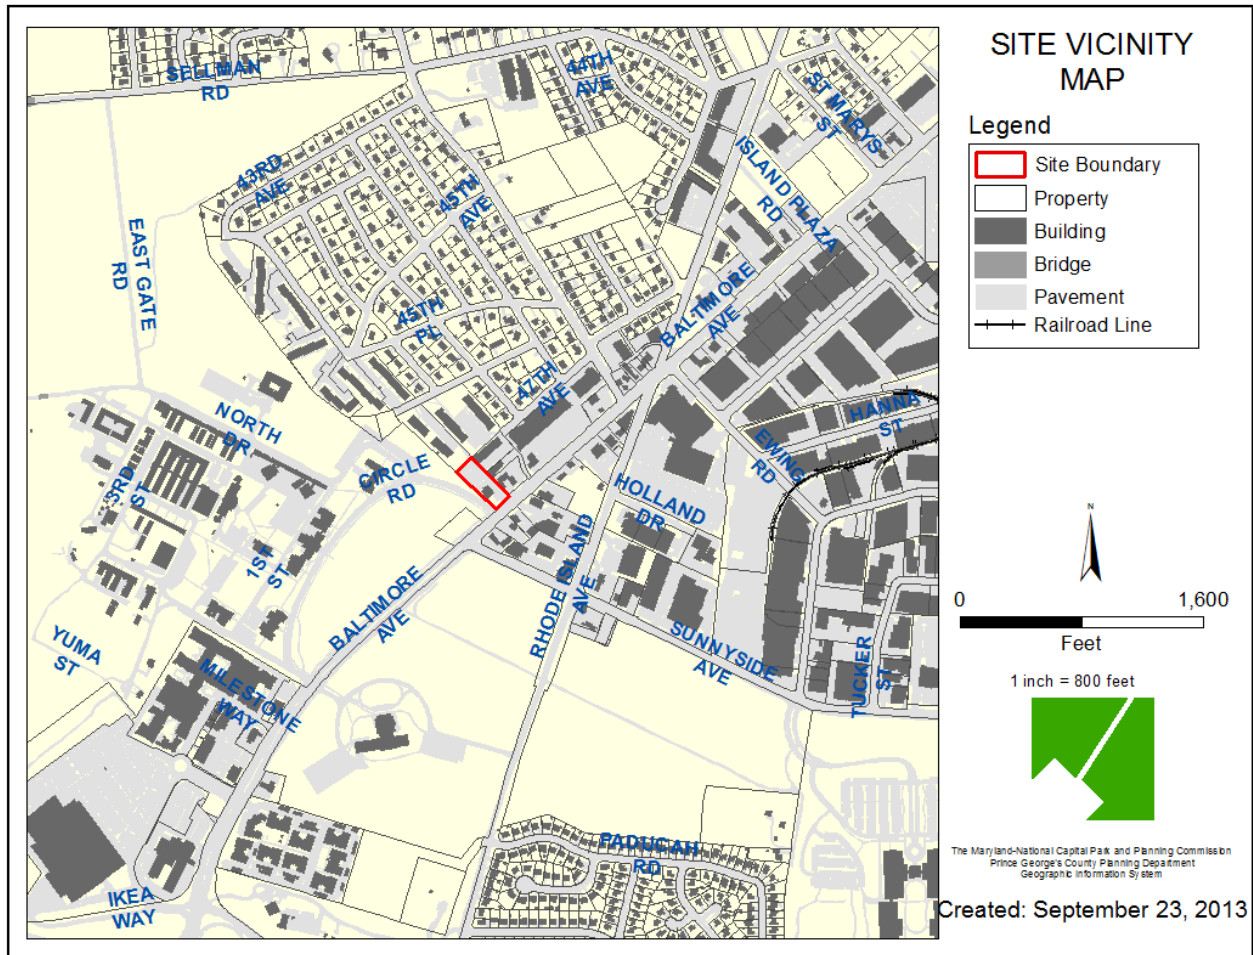 SITE VICINITY
MAP
Legend
Site Boundary
Property
Building
Bridge
Pavement
Railroad Line
N
0 1,600
Feet
1 inch = 800 feet
The Maryland-National Capital Park and Planning Commission
Prince George's County Planning Department
Geographic Information System
Created: September 23, 2013
SELLMAN
RD
44TH
AVE
ST MARYS
ST
43RD
AVE
45TH
AVE
ISLAND PLAZA
RD
EAST GATE
RD
BALTIMORE
AVE
45TH
PL
47TH
AVE
NORTH
DR
HANNA
ST
EWING
RD
CIRCLE
RD
3RD
ST
HOLLAND
DR
1ST
ST
RHODE ISLAND
AVE
BALTIMORE
AVE
SUNNYSIDE
AVE
TUCKER
ST
YUMA
ST
MILESTONE
WAY
PADUCAH
RD
IKEA
WAY